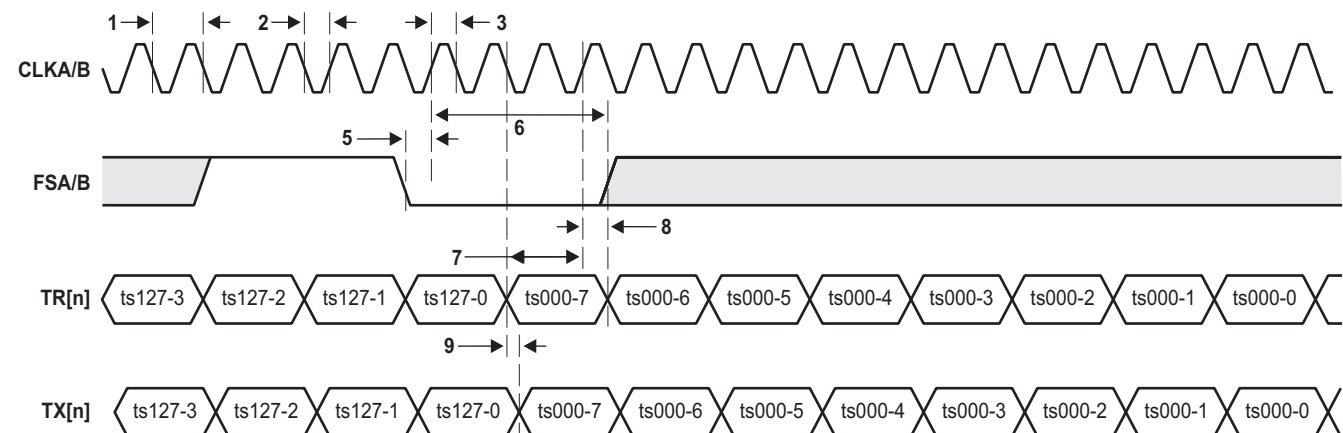 1 2 3
CLKA/B
6
5
FSA/B
8
7
TR[n] ts127-3 ts127-2 ts127-1 ts127-0 ts000-7 ts000-6 ts000-5 ts000-4 ts000-3 ts000-2 ts000-1 ts000-0
9
TX[n] ts127-3 ts127-2 ts127-1 ts127-0 ts000-7 ts000-6 ts000-5 ts000-4 ts000-3 ts000-2 ts000-1 ts000-0